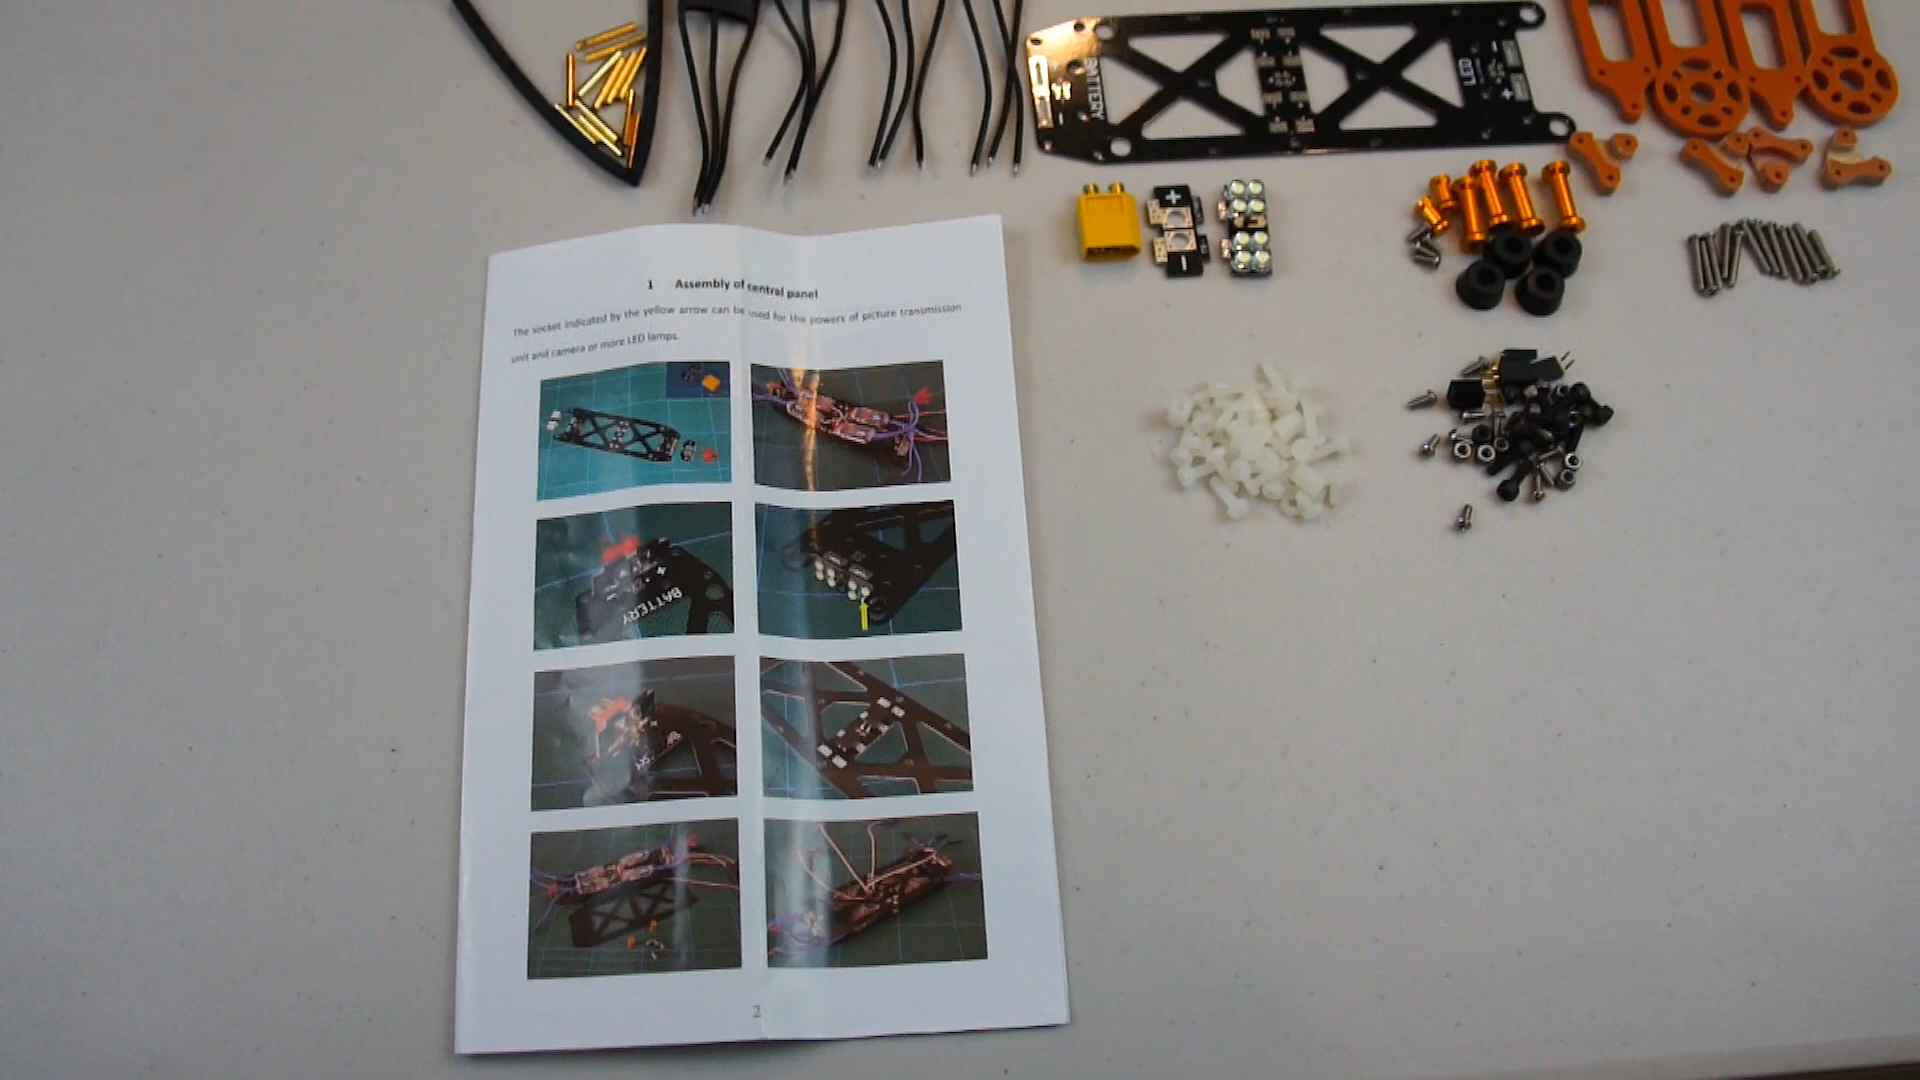 BATTERY
LED
+
-
+
-
1 Assembly of central panel
The socket indicated by the yellow arrow can be used for the powers of picture transmission
unit and camera or more LED lamps.
BATTERY
2